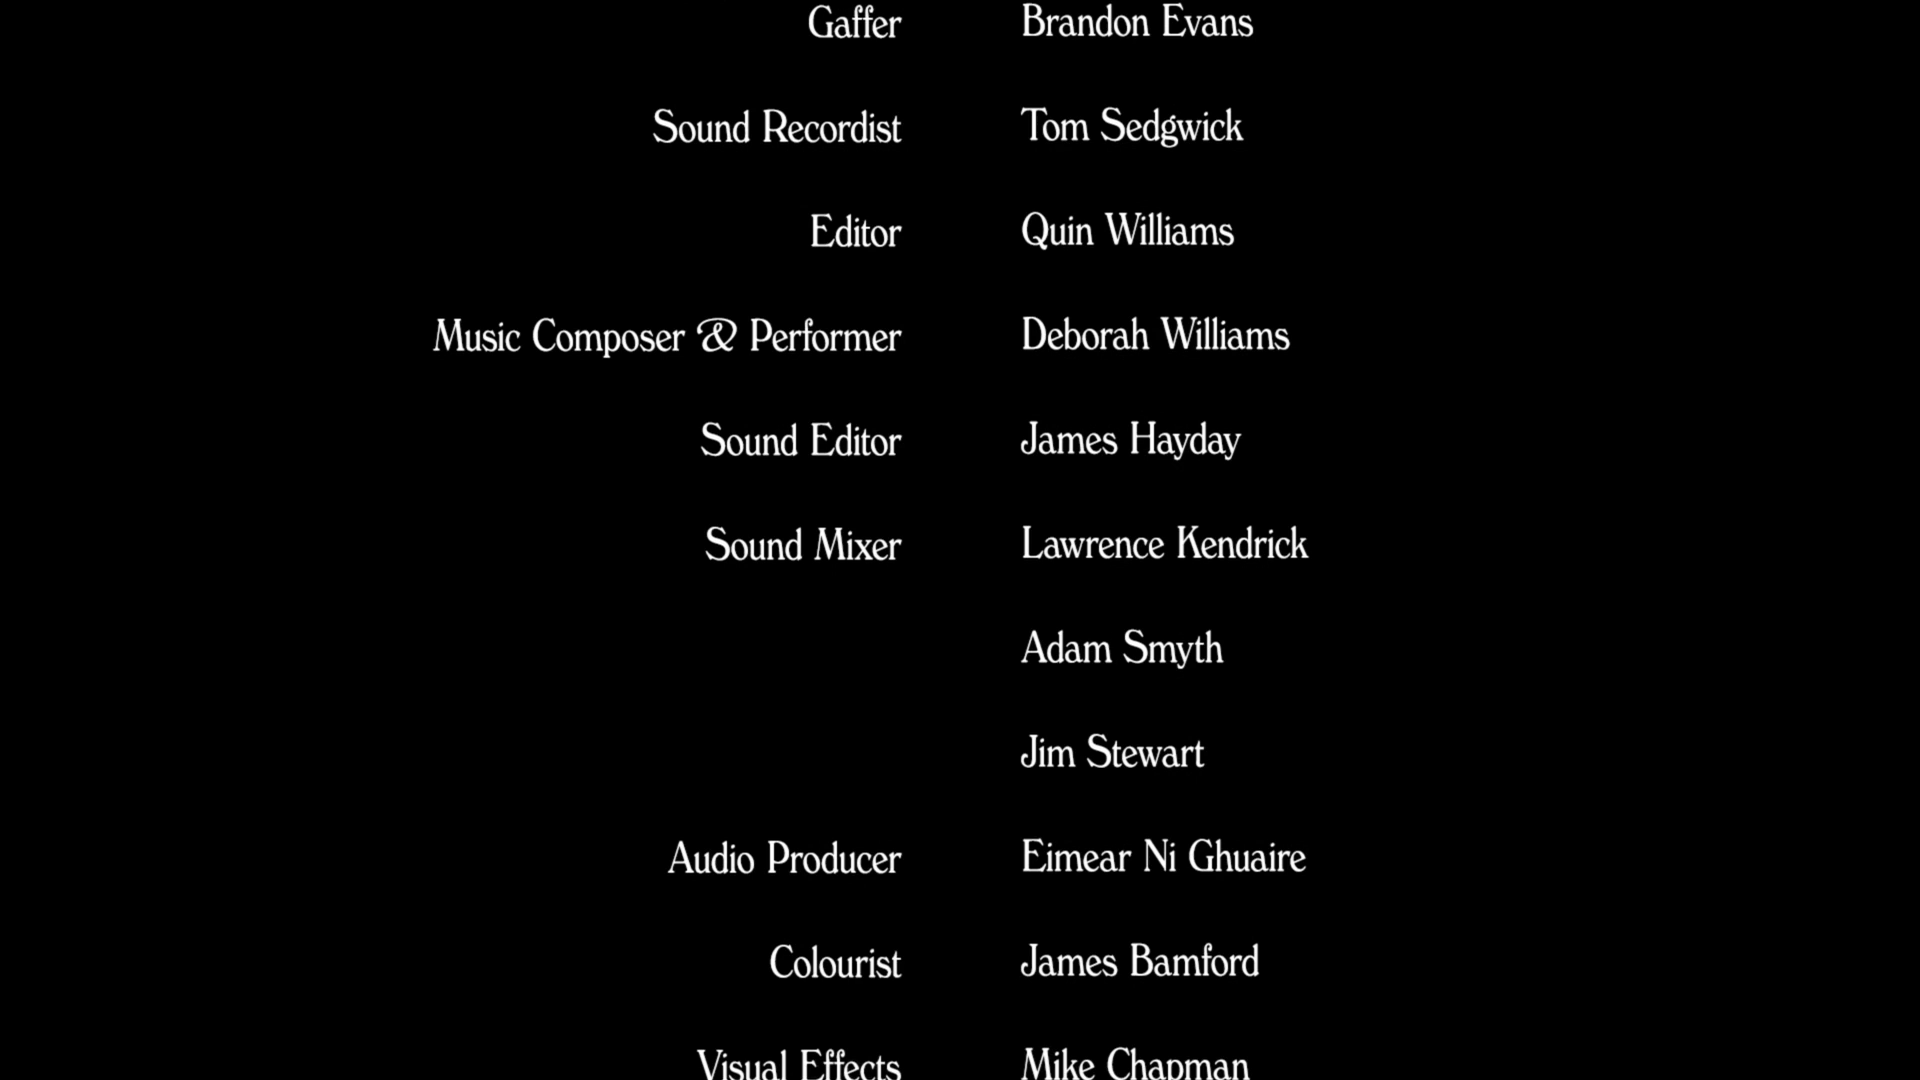 Gaffer Brandon Evans
Sound Recordist Tom Sedgwick
Editor Quin Williams
Music Composer & Performer Deborah Williams
Sound Editor James Hayday
Sound Mixer Lawrence Kendrick
Adam Smyth
Jim Stewart
Audio Producer Eimear Ni Ghuaire
Colourist James Bamford
Visual Effects Mike Chapman